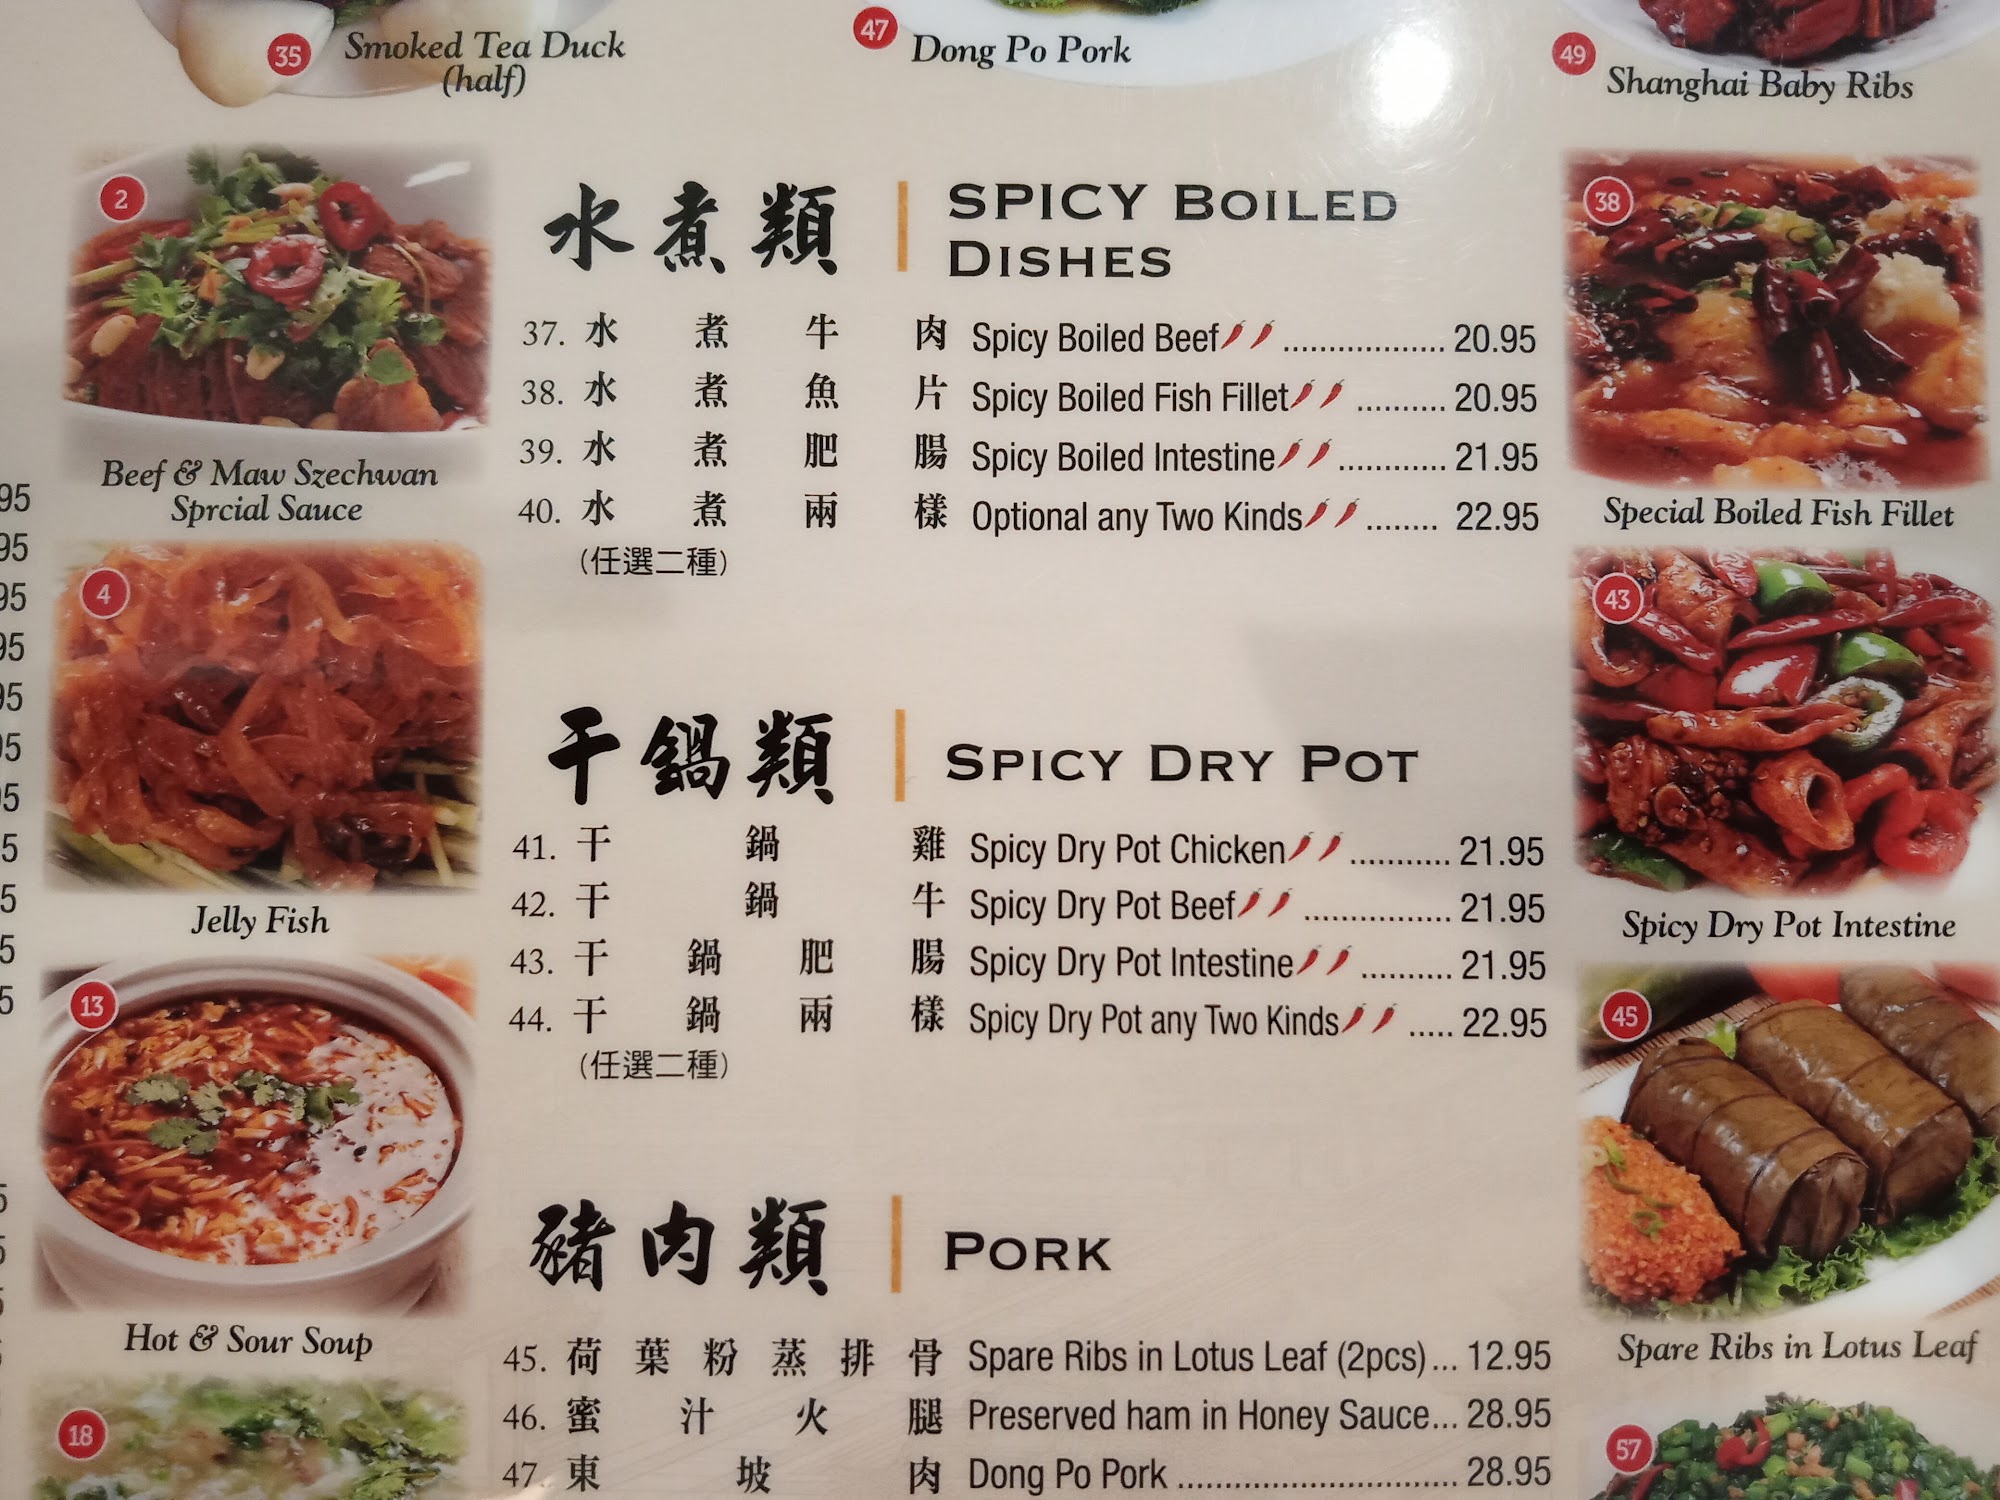 35 Smoked Tea Duck
(half)
47 Dong Po Pork
49
Shanghai Baby Ribs
2
Beef & Maw Szechwan
Sprcial Sauce
4
Jelly Fish
13
Hot & Sour Soup
18
水煮類 SPICY BOILED
DISHES
37. 水煮牛肉 Spicy Boiled Beef .................. 20.95
38. 水煮魚片 Spicy Boiled Fish Fillet .......... 20.95
39. 水煮肥腸 Spicy Boiled Intestine ............ 21.95
40. 水煮兩樣 Optional any Two Kinds ........ 22.95
(任選二種)
干鍋類 SPICY DRY POT
41. 干鍋雞 Spicy Dry Pot Chicken ........... 21.95
42. 干鍋牛 Spicy Dry Pot Beef ................ 21.95
43. 干鍋肥腸 Spicy Dry Pot Intestine .......... 21.95
44. 干鍋兩樣 Spicy Dry Pot any Two Kinds ..... 22.95
(任選二種)
豬肉類 PORK
45. 荷葉粉蒸排骨 Spare Ribs in Lotus Leaf (2pcs) ... 12.95
46. 蜜汁火腿 Preserved ham in Honey Sauce... 28.95
47. 東坡肉 Dong Po Pork ............................... 28.95
38
Special Boiled Fish Fillet
43
Spicy Dry Pot Intestine
45
Spare Ribs in Lotus Leaf
57